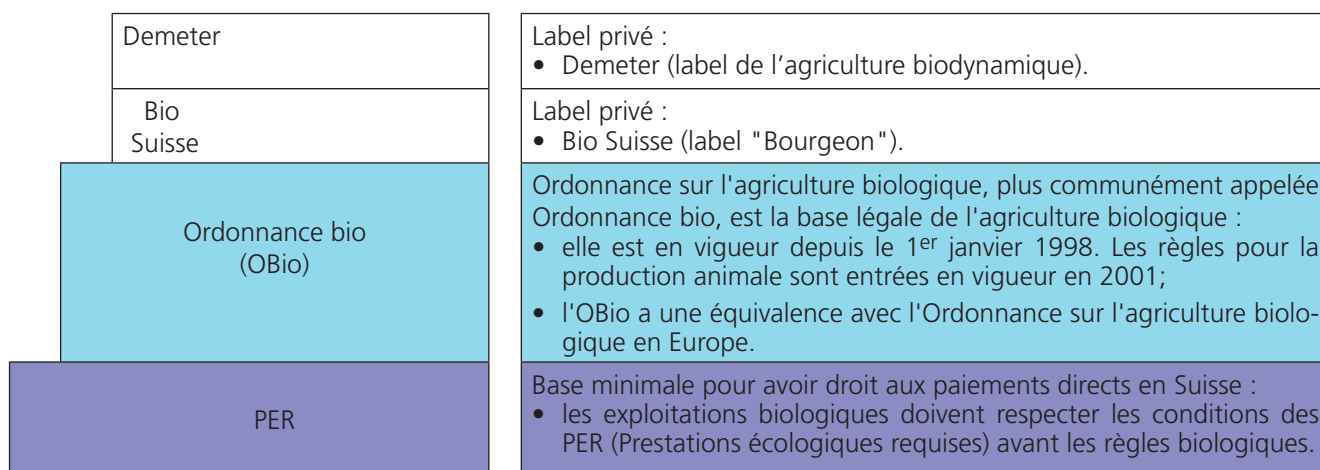 Demeter
Label privé :
• Demeter (label de l'agriculture biodynamique).
Bio
Suisse
Label privé :
• Bio Suisse (label "Bourgeon").
Ordonnance bio
(OBio)
Ordonnance sur l'agriculture biologique, plus communément appelée
Ordonnance bio, est la base légale de l'agriculture biologique :
• elle est en vigueur depuis le 1er janvier 1998. Les règles pour la
production animale sont entrées en vigueur en 2001;
• l'OBio a une équivalence avec l'Ordonnance sur l'agriculture biolo-
gique en Europe.
PER
Base minimale pour avoir droit aux paiements directs en Suisse :
• les exploitations biologiques doivent respecter les conditions des
PER (Prestations écologiques requises) avant les règles biologiques.